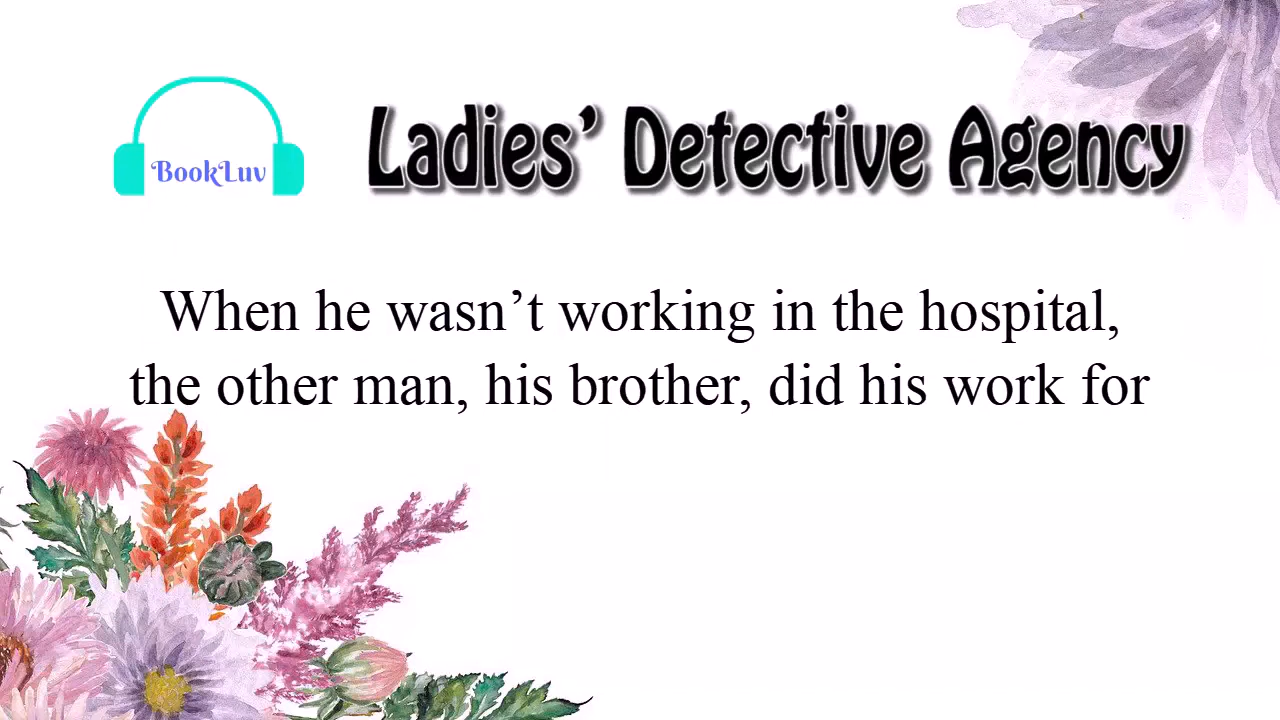 BookLuv
Ladies’ Detective Agency
When he wasn’t working in the hospital,
the other man, his brother, did his work for